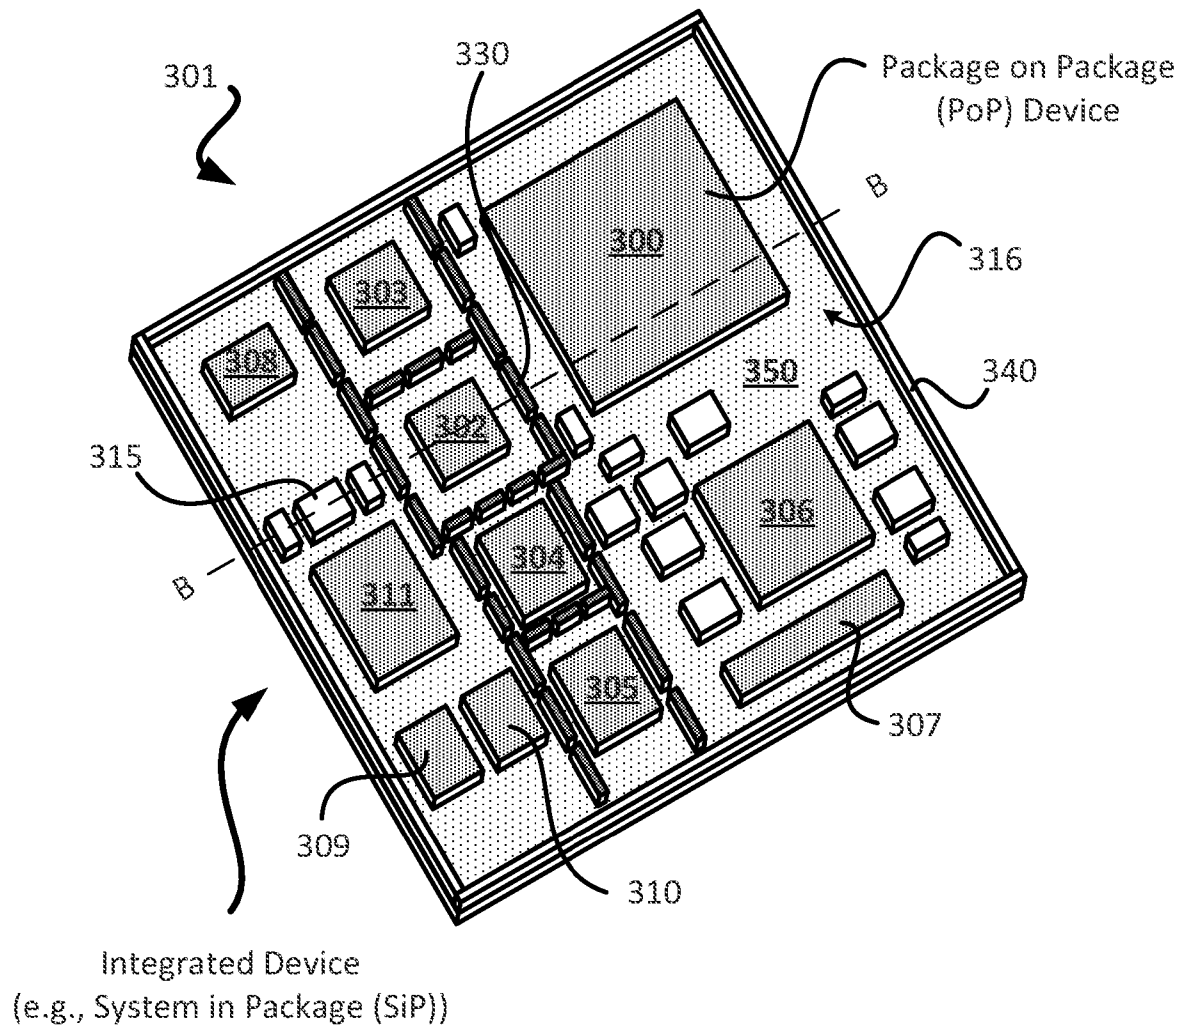 330
301
Package on Package
(PoP) Device
B
300
316
303
308
350
340
302
315
306
304
311
B
305
307
309
310
Integrated Device
(e.g., System in Package (SiP))